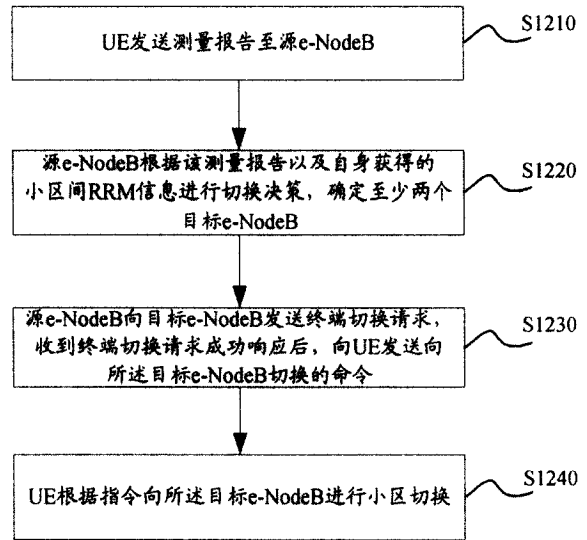 S1210
UE发送测量报告至源e-NodeB
S1220
源e-NodeB根据该测量报告以及自身获得的
小区间RRM信息进行切换决策，确定至少两个
目标e-NodeB
S1230
源e-NodeB向目标e-NodeB发送终端切换请求，
收到终端切换请求成功响应后，向UE发送向
所述目标e-NodeB切换的命令
S1240
UE根据指令向所述目标e-NodeB进行小区切换